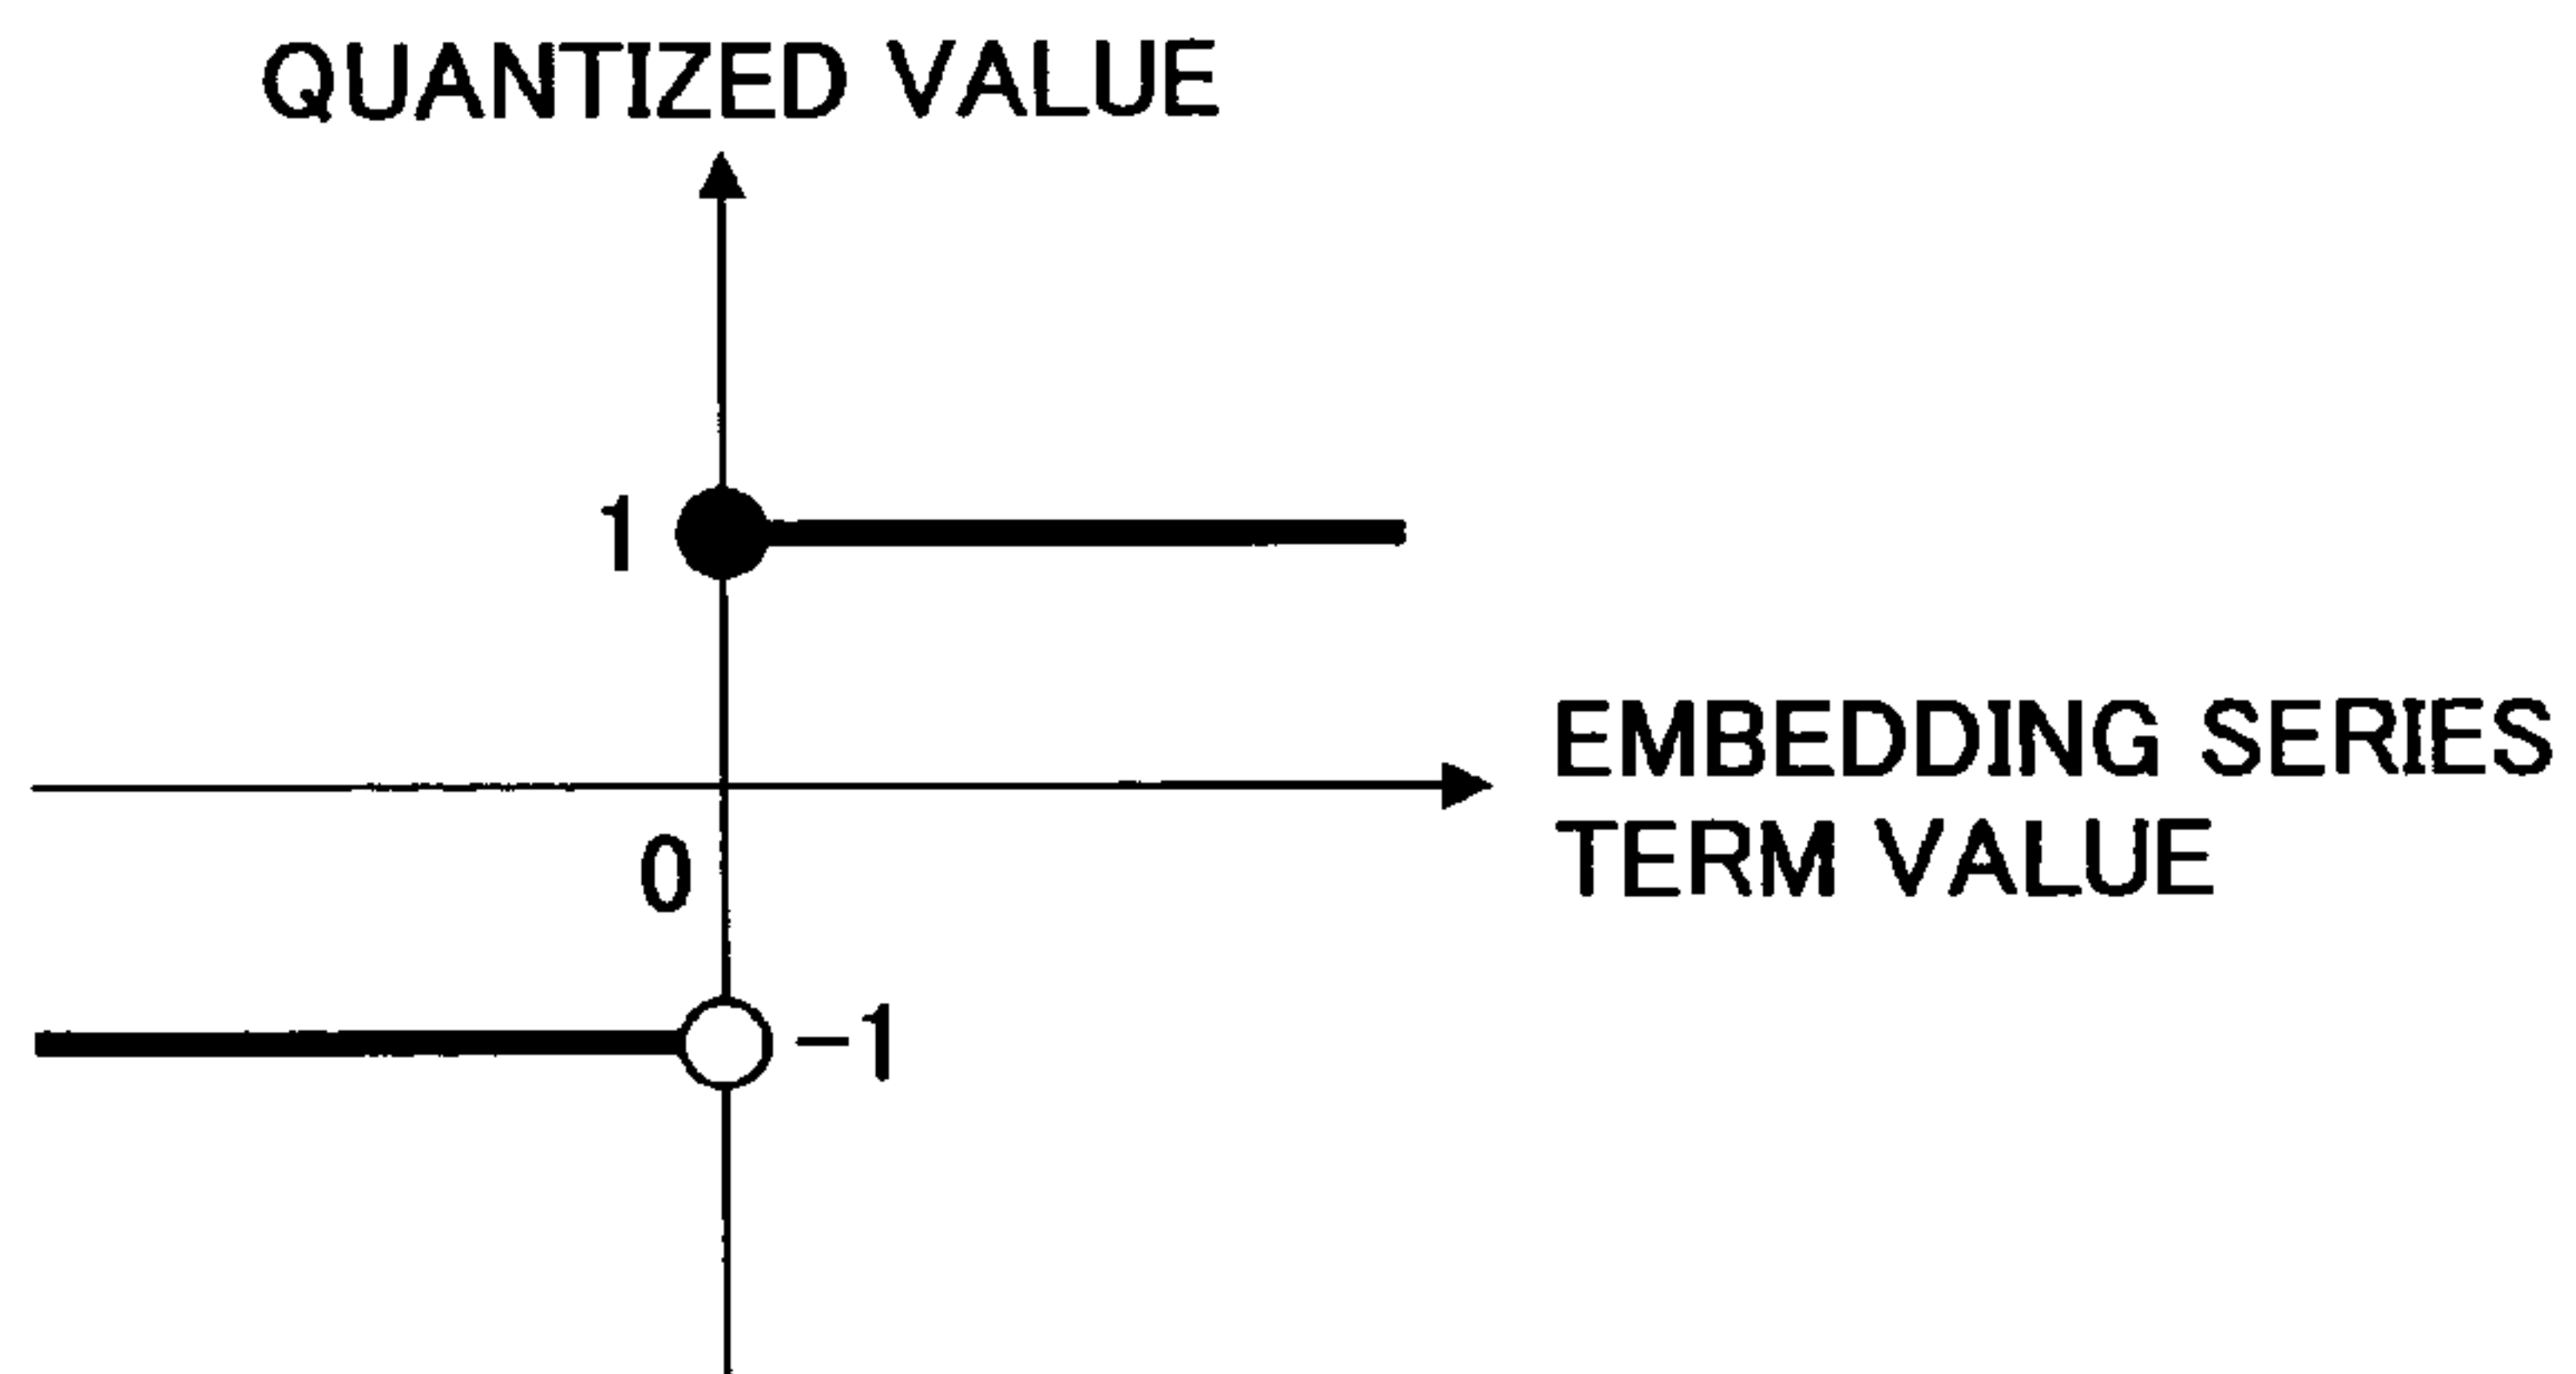 QUANTIZED VALUE
1
EMBEDDING SERIES
TERM VALUE
0
-1